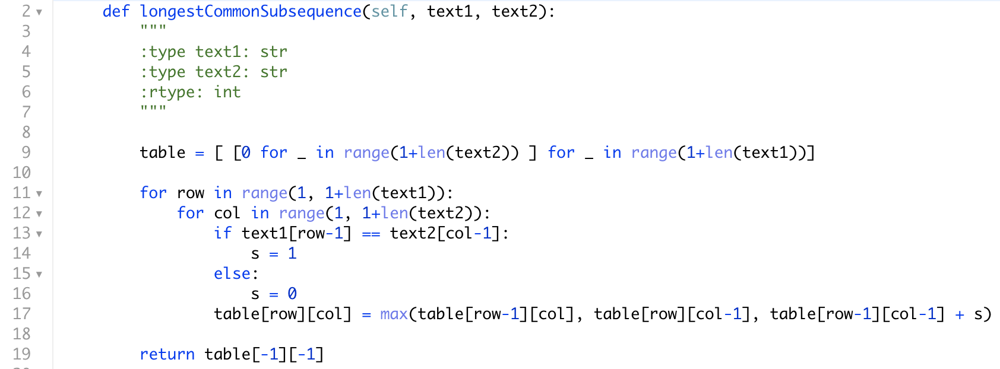 2 ▾ def longestCommonSubsequence(self, text1, text2):
3 """
4 :type text1: str
5 :type text2: str
6 :rtype: int
7 """
8
9 table = [ [0 for _ in range(1+len(text2)) ] for _ in range(1+len(text1))]
10
11 ▾ for row in range(1, 1+len(text1)):
12 ▾ for col in range(1, 1+len(text2)):
13 ▾ if text1[row-1] == text2[col-1]:
14 s = 1
15 ▾ else:
16 s = 0
17 table[row][col] = max(table[row-1][col], table[row][col-1], table[row-1][col-1] + s)
18
19 return table[-1][-1]